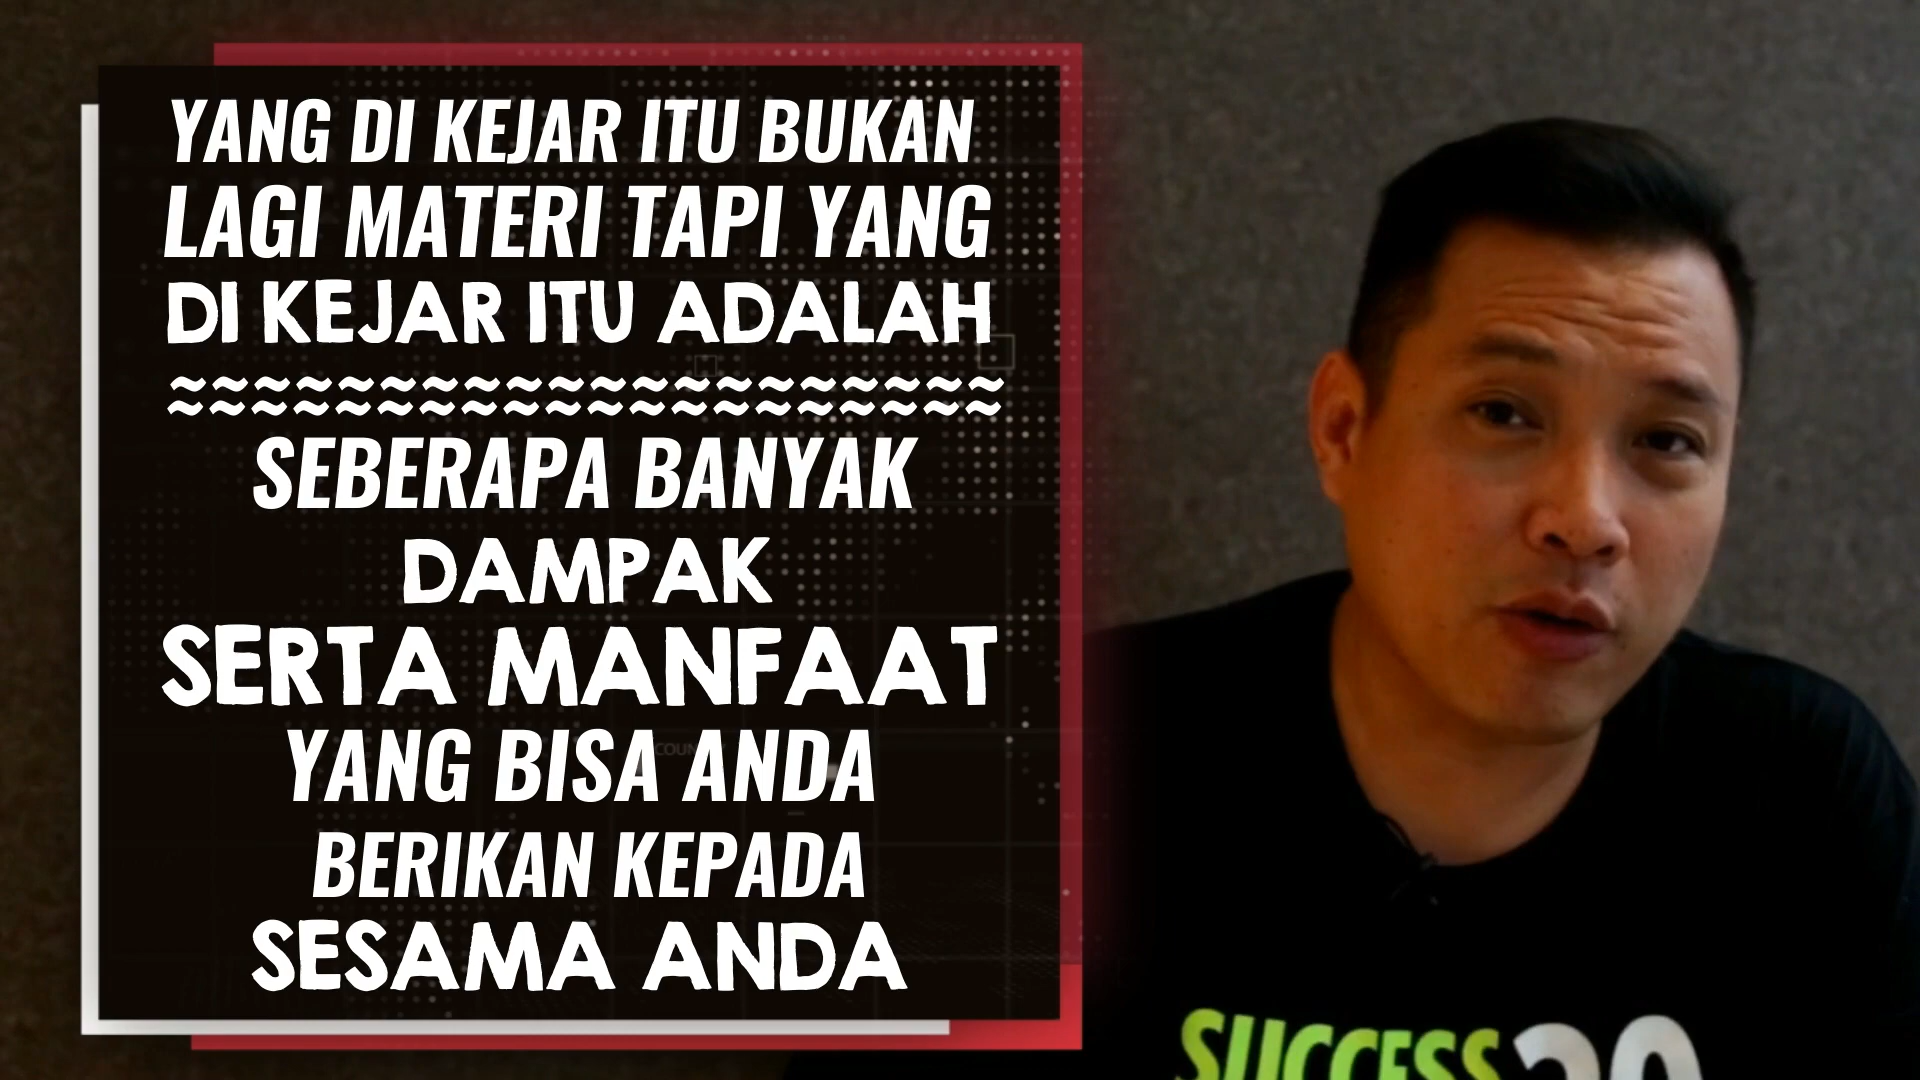 YANG DI KEJAR ITU BUKAN
LAGI MATERI TAPI YANG
DI KEJAR ITU ADALAH
~~~~~~~~~~~~~~~~~~~~
~~~~~~~~~~~~~~~~~~~~
SEBERAPA BANYAK
DAMPAK
SERTA MANFAAT
YANG BISA ANDA
BERIKAN KEPADA
SESAMA ANDA
SUCCESS